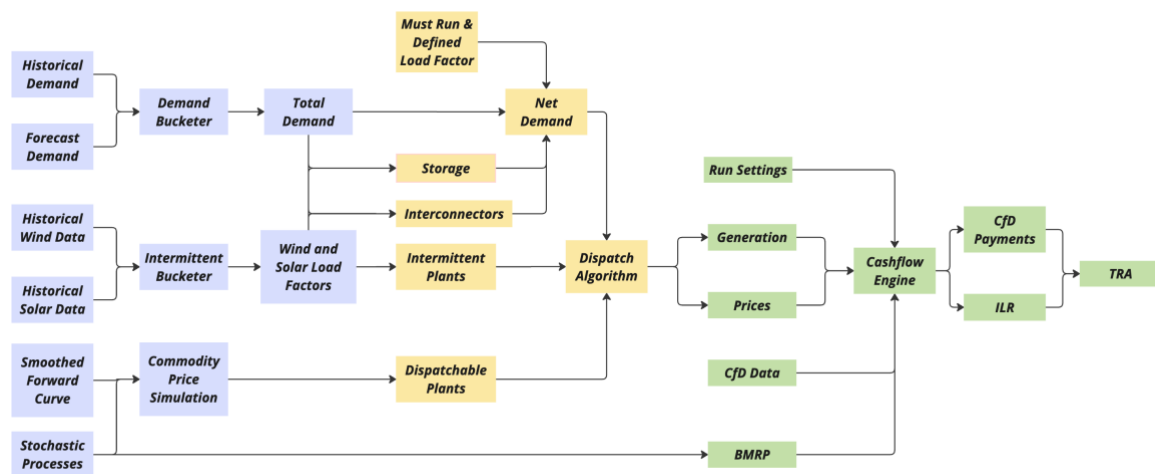 Must Run &
Defined
Load Factor
Historical
Demand
Demand
Bucketer
Total
Demand
Net
Demand
Forecast
Demand
Storage
Run Settings
Interconnectors
Historical
Wind Data
CfD
Payments
Generation
Intermittent
Bucketer
Wind and
Solar Load
Factors
Intermittent
Plants
Dispatch
Algorithm
Cashflow
Engine
TRA
Historical
Solar Data
Prices
ILR
Smoothed
Forward
Curve
Commodity
Price
Simulation
Dispatchable
Plants
CfD Data
Stochastic
Processes
BMRP